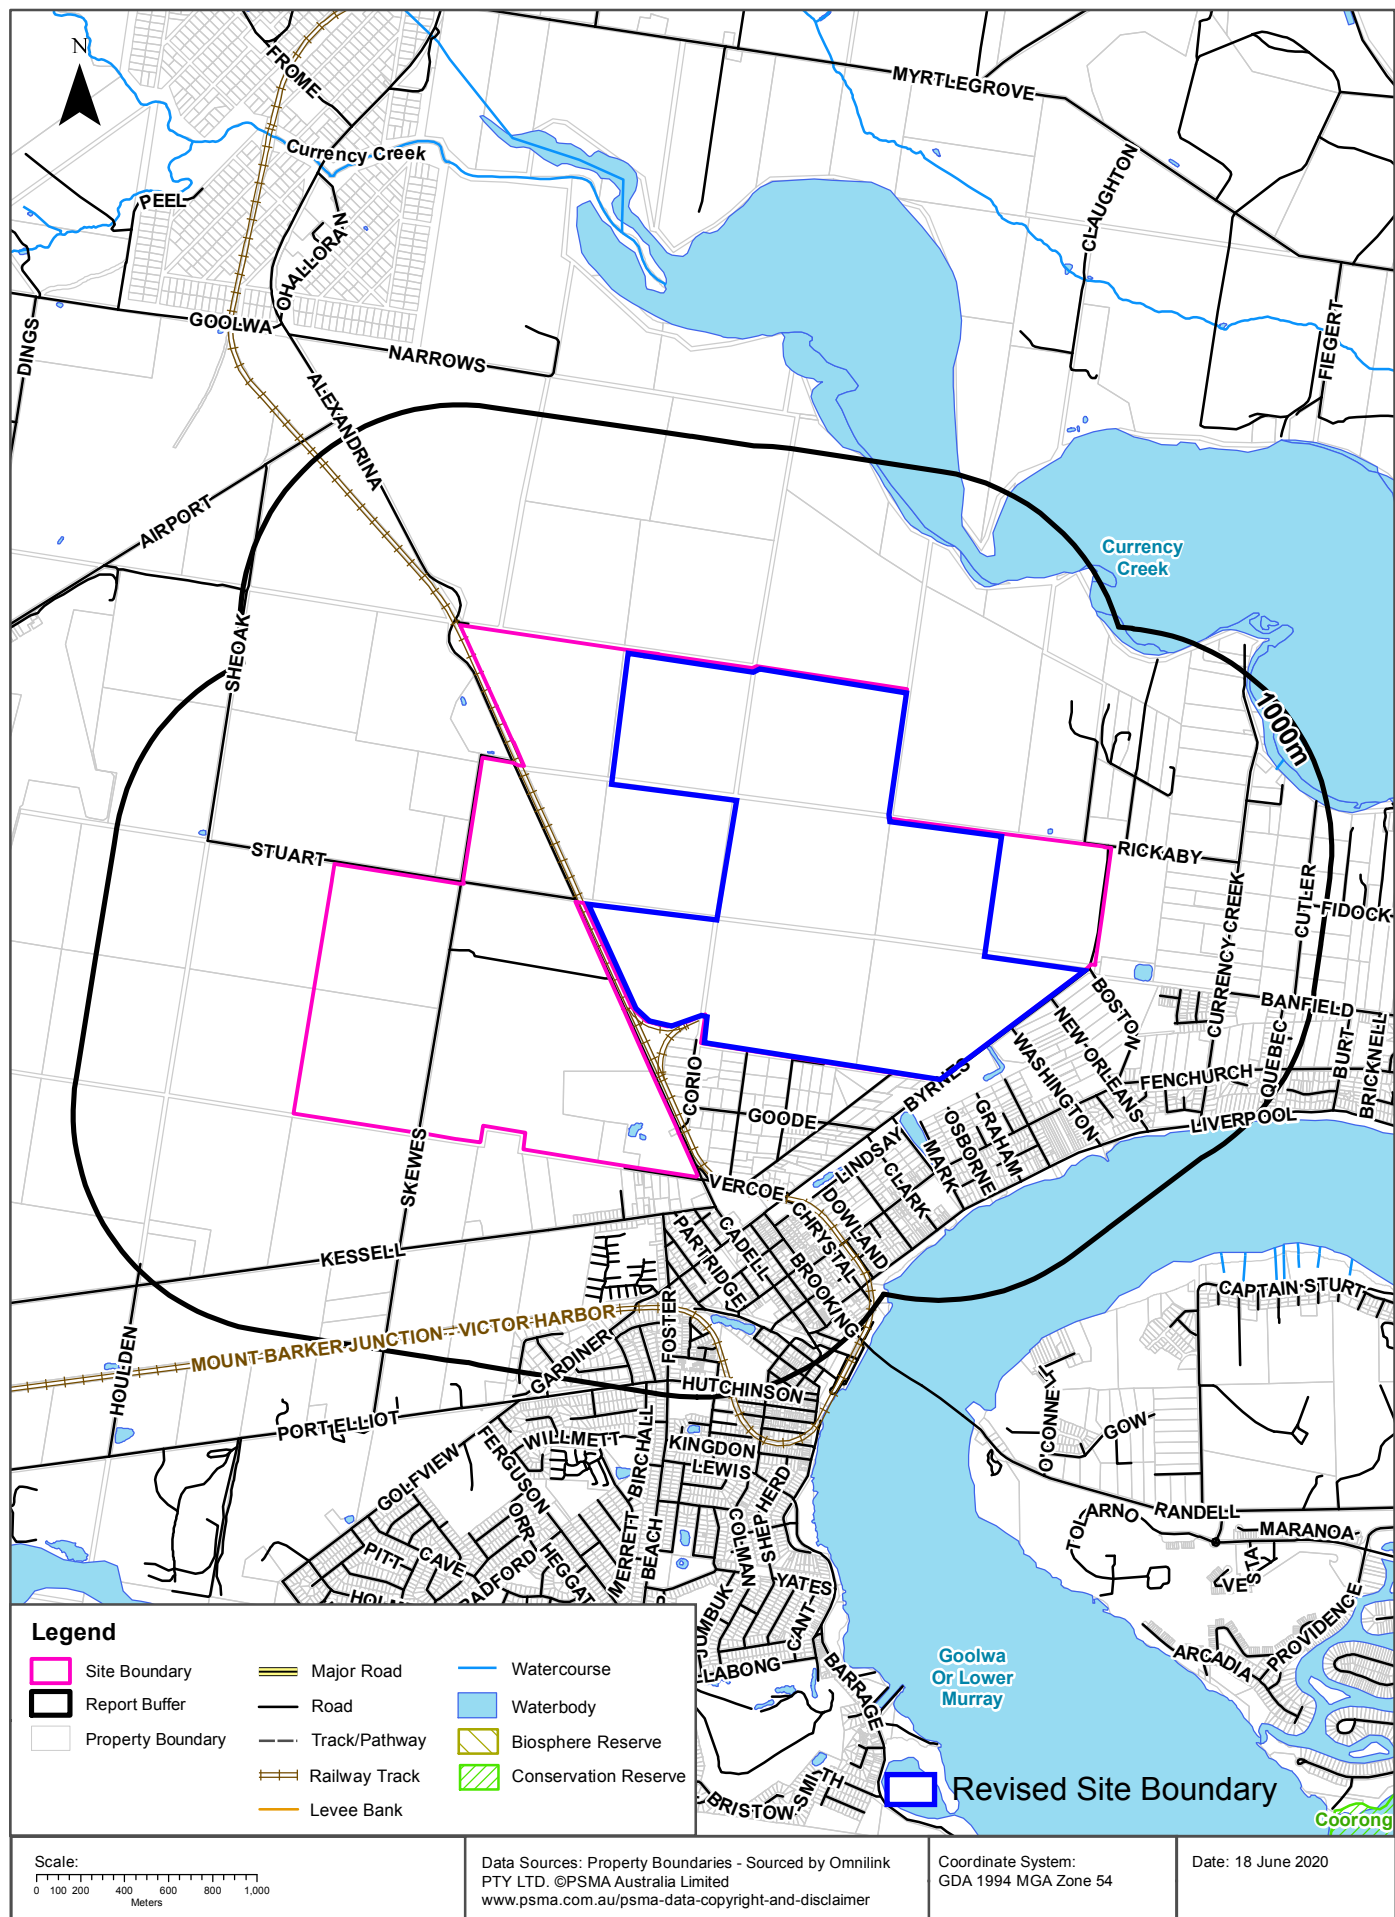 N
FROME
MYRTLEGROVE
Currency Creek
CLAUGHTON
PEEL
OHALLORAN
GOOLWA
DINGS
NARROWS
FIEGERT
ALEXANDRINA
AIRPORT
Currency
Creek
SHEOAK
1000m
STUART
RICKABY
CURRENCY CREEK
CUTLER
FIDOCK
BOSTON
BANFIELD
NEW ORLEANS
WASHINGTON
QUEBEC
BURT
BRICKNELL
FENCHURCH
LIVERPOOL
CORIO
GOODE
BYRNES
GRAHAM
OSBORNE
MARK
LINDSAY
CLARK
SKEWES
VERCOE
DOWLAND
CHRYSTAL
CADELL
PARTRIDGE
BROOKING
KESSELL
CAPTAIN STURT
MOUNT BARKER JUNCTION - VICTOR HARBOR
FOSTER
HOULDEN
GARDINER
HUTCHINSON
PORT ELLIOT
O'CONNELL
GOW
WILLMETT
BIRCHALL
KINGDON
LEWIS
GOLFVIEW
FERGUSON
SHEPHERD
COLMAN
ORR
HEGGAT
MERRETT
BEACH
TOLARNO
RANDELL
MARANOA
PITT
CAVE
RADFORD
YATES
VESTA
CANT
PROVIDENCE
ARCADIA
JUMBUK
LABONG
BARRAGE
Goolwa
Or Lower
Murray
SMITH
BRISTOW
Revised Site Boundary
Coorong
Legend
Site Boundary
Report Buffer
Property Boundary
Major Road
Road
Track/Pathway
Railway Track
Levee Bank
Watercourse
Waterbody
Biosphere Reserve
Conservation Reserve
Scale:
0 100 200 400 600 800 1,000
Meters
Data Sources: Property Boundaries - Sourced by Omnilink
PTY LTD. ©PSMA Australia Limited
www.psma.com.au/psma-data-copyright-and-disclaimer
Coordinate System:
GDA 1994 MGA Zone 54
Date: 18 June 2020